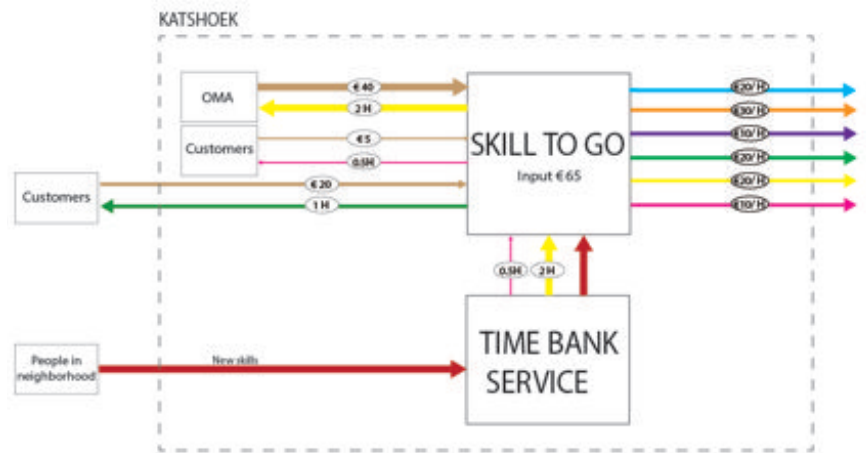 KATSHOEK
OMA
€ 40
2 H
Customers
€ 5
0.5H
Customers
€ 20
1 H
SKILL TO GO
Input € 65
€20/ H
€30/ H
€10/ H
€20/ H
€20/ H
€10/ H
0.5H
2 H
People in
neighborhood
New skills
TIME BANK
SERVICE